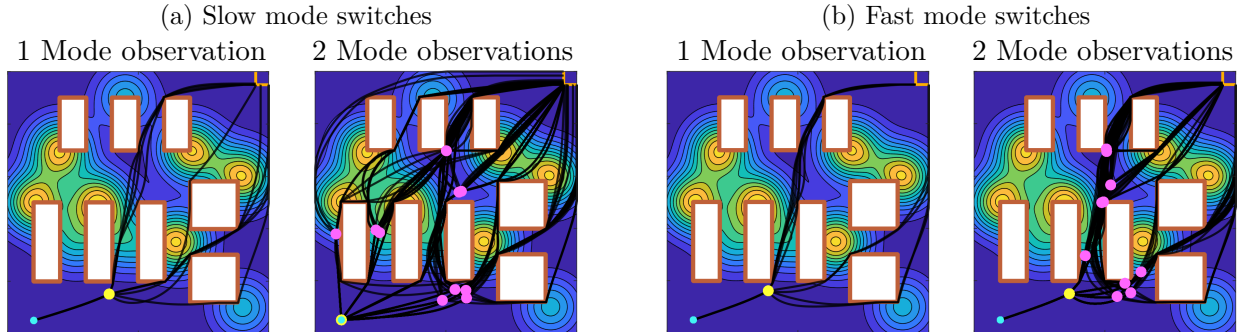 (a) Slow mode switches
(b) Fast mode switches
1 Mode observation
2 Mode observations
1 Mode observation
2 Mode observations